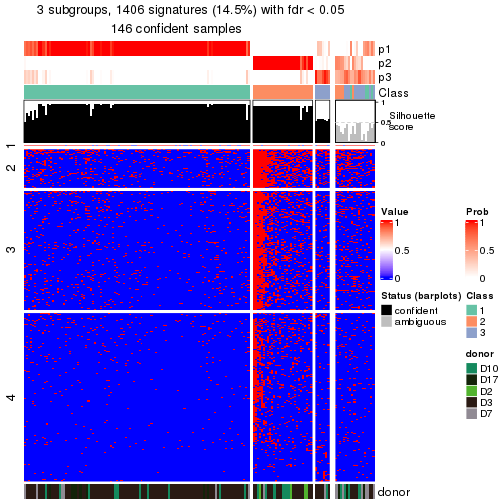 3 subgroups, 1406 signatures (14.5%) with fdr < 0.05
146 confident samples
p1
p2
p3
Class
1
0.5
0
Silhouette
score
1
2
3
4
donor
Value
1
0.5
0
Prob
1
0.5
0
Status (barplots)
confident
ambiguous
Class
1
2
3
donor
D10
D17
D2
D3
D5